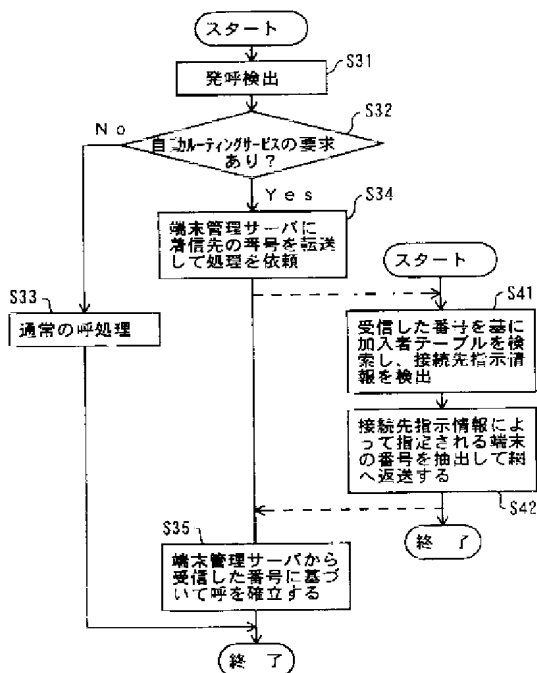 スタート
S31
発呼検出
S32
No
自動ルーティングサービスの要求
あり?
Yes
S34
端末管理サーバに
着信先の番号を転送
して処理を依頼
S33
通常の呼処理
スタート
S41
受信した番号を基に
加入者テーブルを検
索し、接続先指示情
報を検出
接続先指示情報によ
って指定される端末
の番号を抽出して網
へ返送する
S42
終 了
S35
端末管理サーバから
受信した番号に基づ
いて呼を確立する
終 了